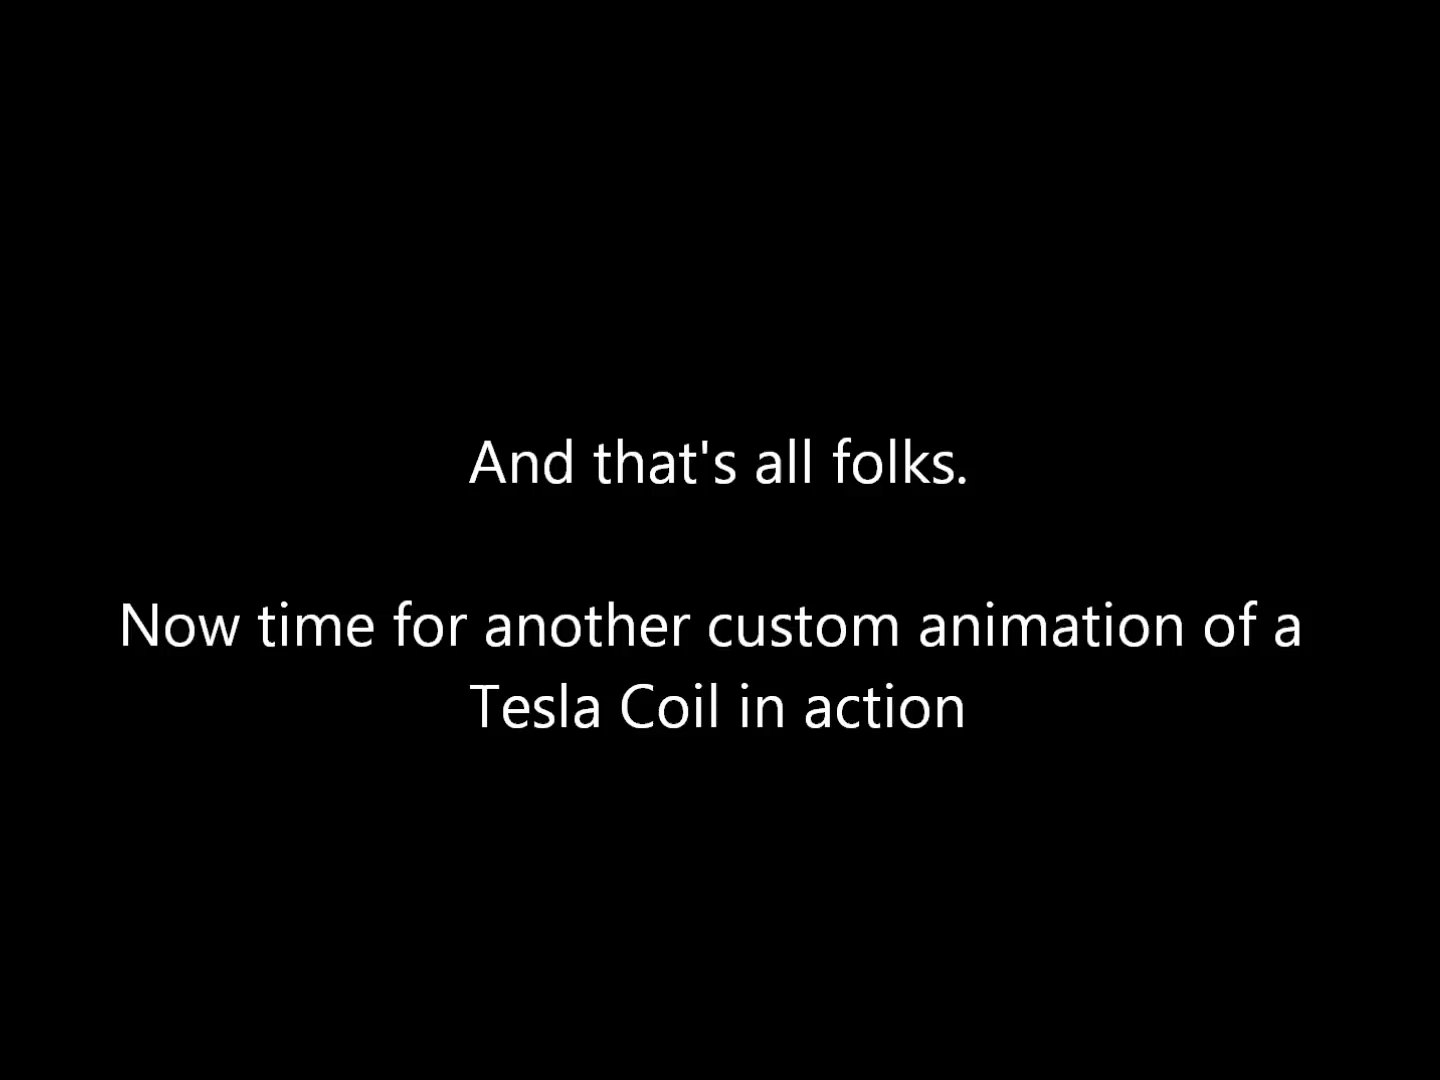 And that's all folks.
Now time for another custom animation of a
Tesla Coil in action